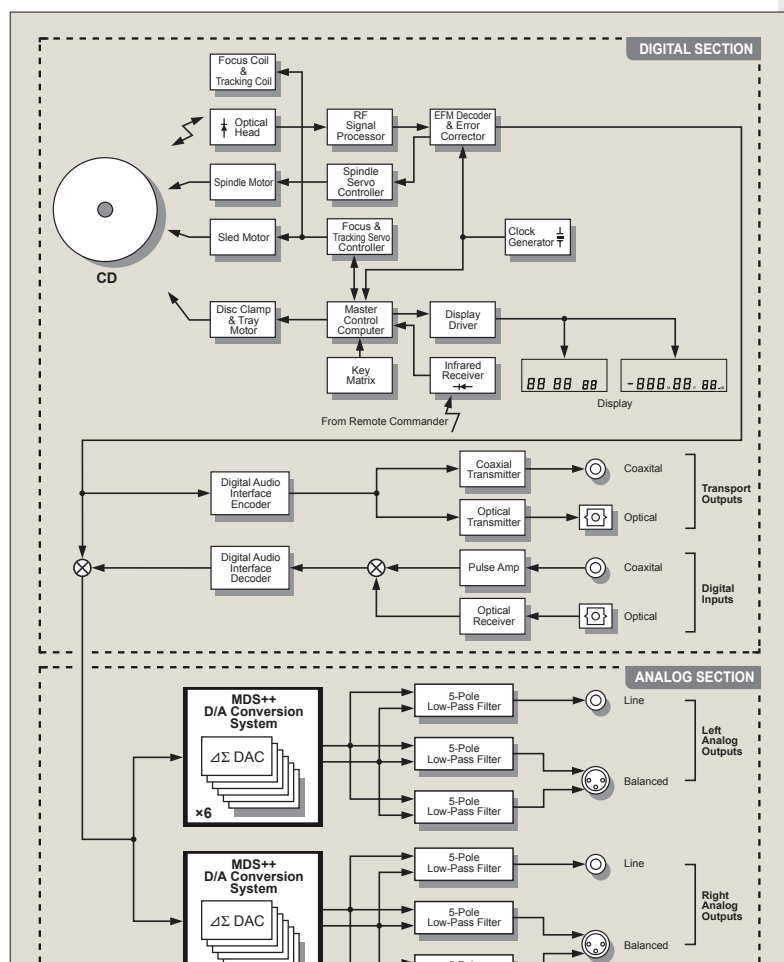 DIGITAL SECTION
Focus Coil
&
Tracking Coil
Optical
Head
RF
Signal
Processor
EFM Decoder
& Error
Corrector
Spindle Motor
Spindle
Servo
Controller
Sled Motor
Focus &
Tracking Servo
Controller
Clock
Generator
CD
Disc Clamp
& Tray
Motor
Master
Control
Computer
Display
Driver
Key
Matrix
Infrared
Receiver
88 88 88
-888 88 88
Display
From Remote Commander
Digital Audio
Interface
Encoder
Coaxial
Transmitter
Coaxital
Optical
Transmitter
Optical
Transport
Outputs
Digital Audio
Interface
Decoder
Pulse Amp
Coaxital
Optical
Receiver
Optical
Digital
Inputs
ANALOG SECTION
MDS++
D/A Conversion
System
ΔΣ DAC
×6
5-Pole
Low-Pass Filter
Line
5-Pole
Low-Pass Filter
Balanced
5-Pole
Low-Pass Filter
Left
Analog
Outputs
MDS++
D/A Conversion
System
ΔΣ DAC
5-Pole
Low-Pass Filter
Line
5-Pole
Low-Pass Filter
Balanced
Right
Analog
Outputs